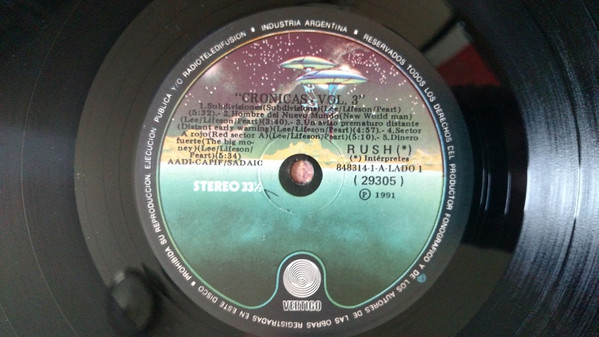 INDUSTRIA ARGENTINA • RESERVADOS TODOS LOS DERECHOS DEL PRODUCTOR FONOGRAFICO Y DE LOS AUTORES DE LAS OBRAS REGISTRADAS EN ESTE DISCO • PROHIBIDA SU REPRODUCCION, EJECUCION PUBLICA Y/O RADIOTELEDIFUSION •
"CRONICAS, VOL. 3"
1.Subdivisiones(Subdivisions)(Lee/Lifeson/Peart)
(5:32).- 2.Hombre del Nuevo Mundo(New world man)
(Lee/Lifeson/Peart)(3:40).- 3.Un aviso prematuro distante
(Distant early warning)(Lee/Lifeson/Peart)(4:57).- 4.Sector
A rojo(Red sector A)(Lee/Lifeson/Peart)(5:10).- 5.Dinero
fuerte(The big mo-
ney)(Lee/Lifeson/
Peart)(5:34)
AADI-CAPIF/SADAIC
RUSH(*)
(*) Intérpretes
848314-1-A-LADO 1
(29305)
℗ 1991
STEREO 33⅓
VERTIGO